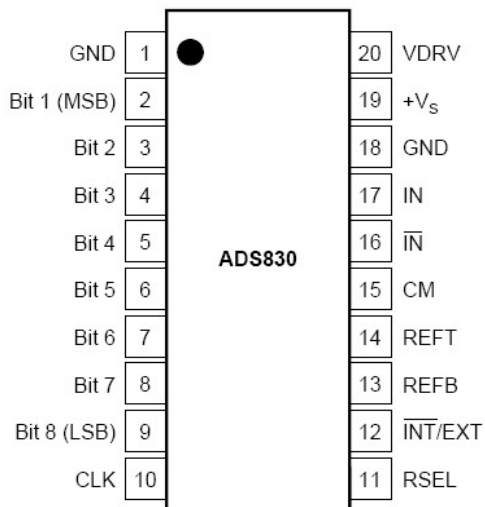 GND 1 20 VDRV
Bit 1 (MSB) 2 19 +Vs
Bit 2 3 18 GND
Bit 3 4 17 IN
Bit 4 5 16 I̅N̅
ADS830
Bit 5 6 15 CM
Bit 6 7 14 REFT
Bit 7 8 13 REFB
Bit 8 (LSB) 9 12 I̅N̅T̅/EXT
CLK 10 11 RSEL